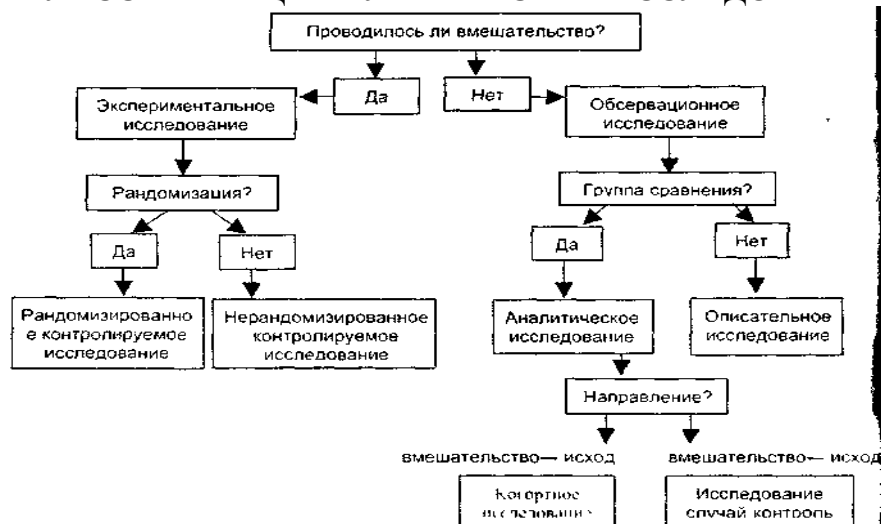 Проводилось ли вмешательство?
Да
Нет
Экспериментальное
исследование
Обсервационное
исследование
Рандомизация?
Группа сравнения?
Да
Нет
Да
Нет
Рандомизированно
е контролируемое
исследование
Нерандомизированное
контролируемое
исследование
Аналитическое
исследование
Описательное
исследование
Направление?
вмешательство— исход
вмешательство— исход
Когортное
исследование
Исследование
случай контроль